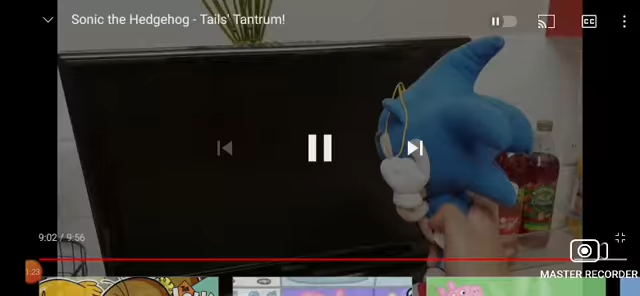 Sonic the Hedgehog - Tails' Tantrum!
CC
9:02 / 9:56
1:23
MASTER RECORDER